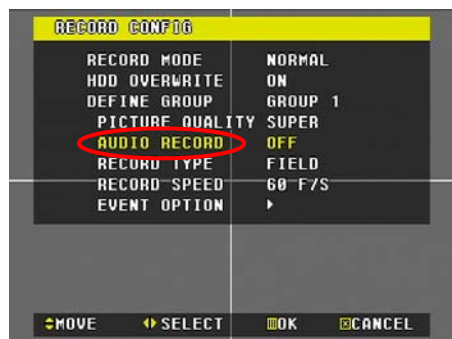 RECORD CONFIG
RECORD MODE NORMAL
HDD OVERWRITE ON
DEFINE GROUP GROUP 1
PICTURE QUALITY SUPER
AUDIO RECORD OFF
RECORD TYPE FIELD
RECORD SPEED 60 F/S
EVENT OPTION
MOVE SELECT OK CANCEL